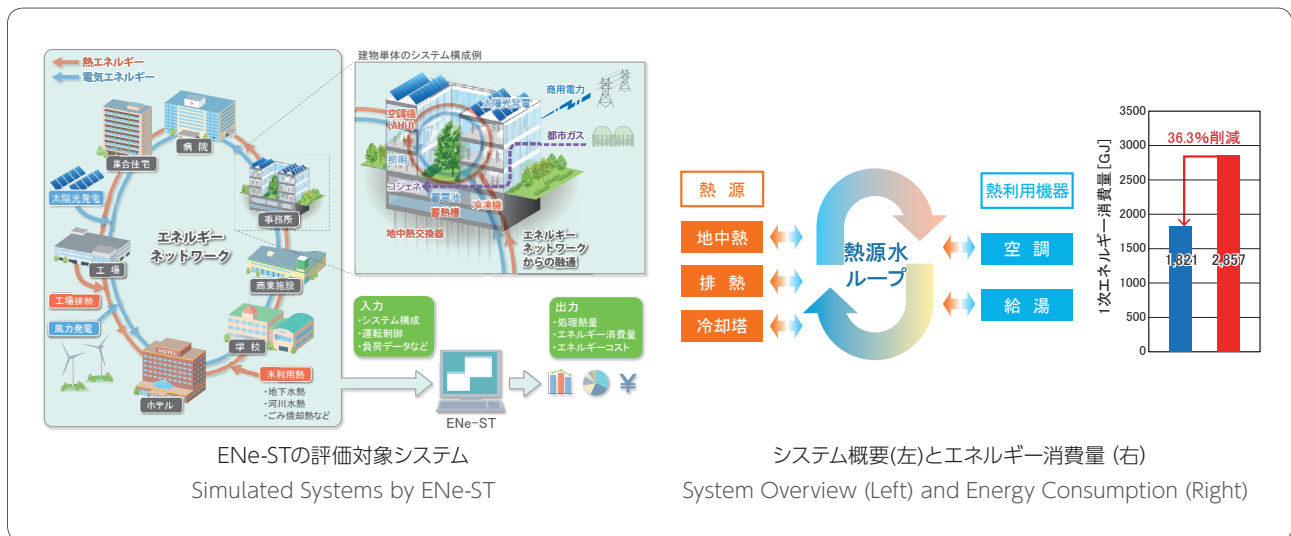 熱エネルギー
電気エネルギー
病院
集合住宅
太陽光発電
事務所
エネルギー
ネットワーク
工場
商業施設
工場排熱
風力発電
学校
HOTEL
ホテル
未利用熱
・地下水熱
・河川水熱
・ごみ焼却熱など
建物単体のシステム構成例
太陽光発電
商用電力
空調機
(AHU)
都市ガス
照明
コジェネ
蓄電池
蓄熱槽
冷凍機
地中熱交換器
エネルギー
ネットワーク
からの融通
入力
・システム構成
・運転制御
・負荷データなど
出力
・処理熱量
・エネルギー消費量
・エネルギーコスト
¥
ENe-ST
ENe-STの評価対象システム
Simulated Systems by ENe-ST
熱源
地中熱
排熱
冷却塔
熱源水
ループ
熱利用機器
空調
給湯
1次エネルギー消費量[GJ]
3500
3000
2500
2000
1500
1000
500
0
36.3%削減
1,821
2,857
システム概要(左)とエネルギー消費量 (右)
System Overview (Left) and Energy Consumption (Right)